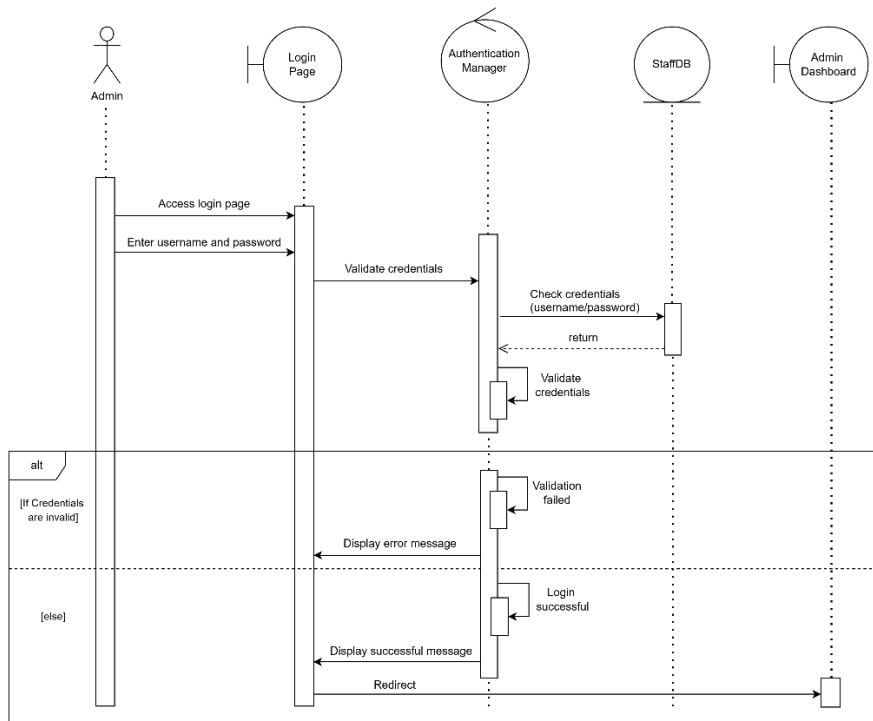 Login
Page
Authentication
Manager
StaffDB
Admin
Dashboard
Admin
Access login page
Enter username and password
Validate credentials
Check credentials
(username/password)
return
Validate
credentials
alt
[If Credentials
are invalid]
Validation
failed
Display error message
[else]
Login
successful
Display successful message
Redirect